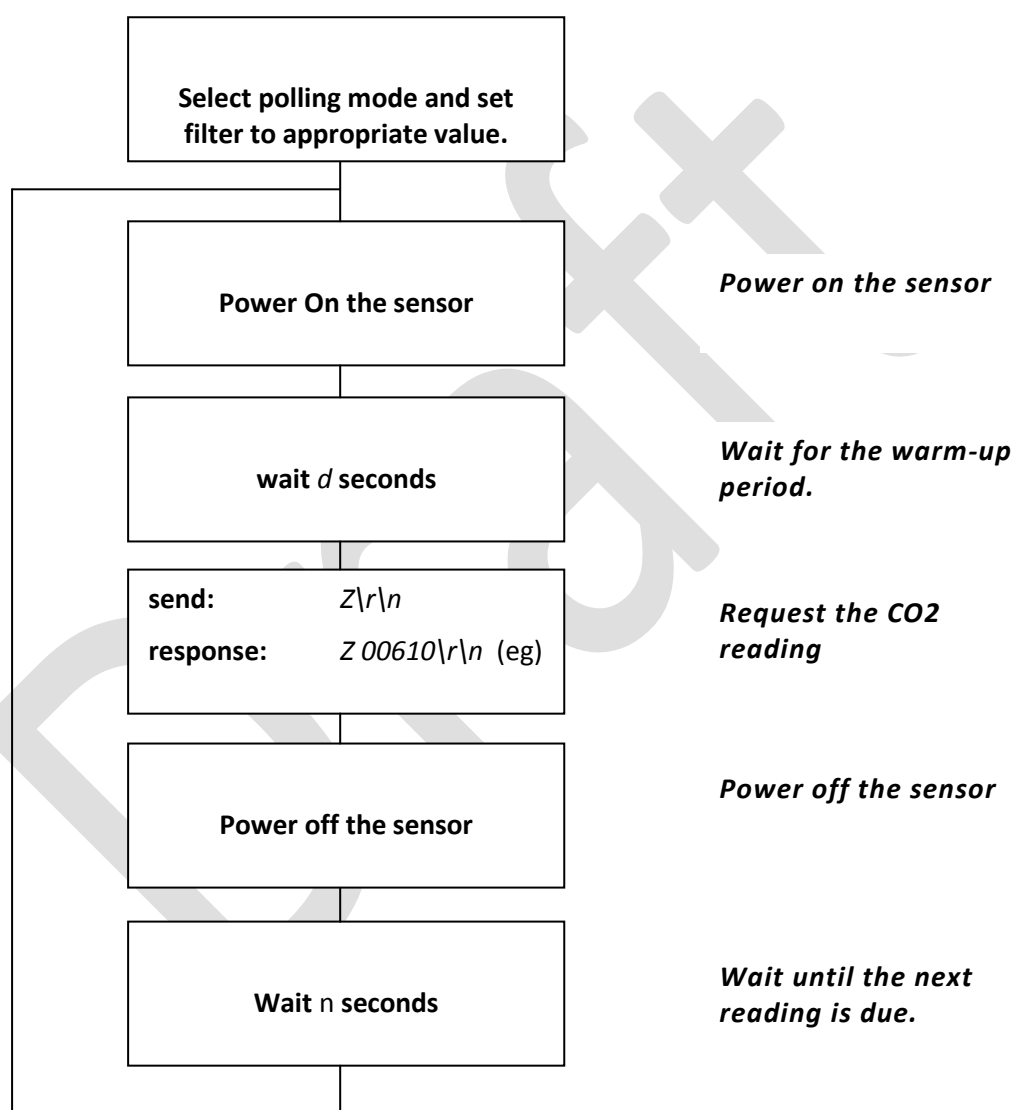 Select polling mode and set
filter to appropriate value.
Power On the sensor
Power on the sensor
wait d seconds
Wait for the warm-up
period.
send: Z\r\n
response: Z 00610\r\n (eg)
Request the CO2
reading
Power off the sensor
Power off the sensor
Wait n seconds
Wait until the next
reading is due.
Draft